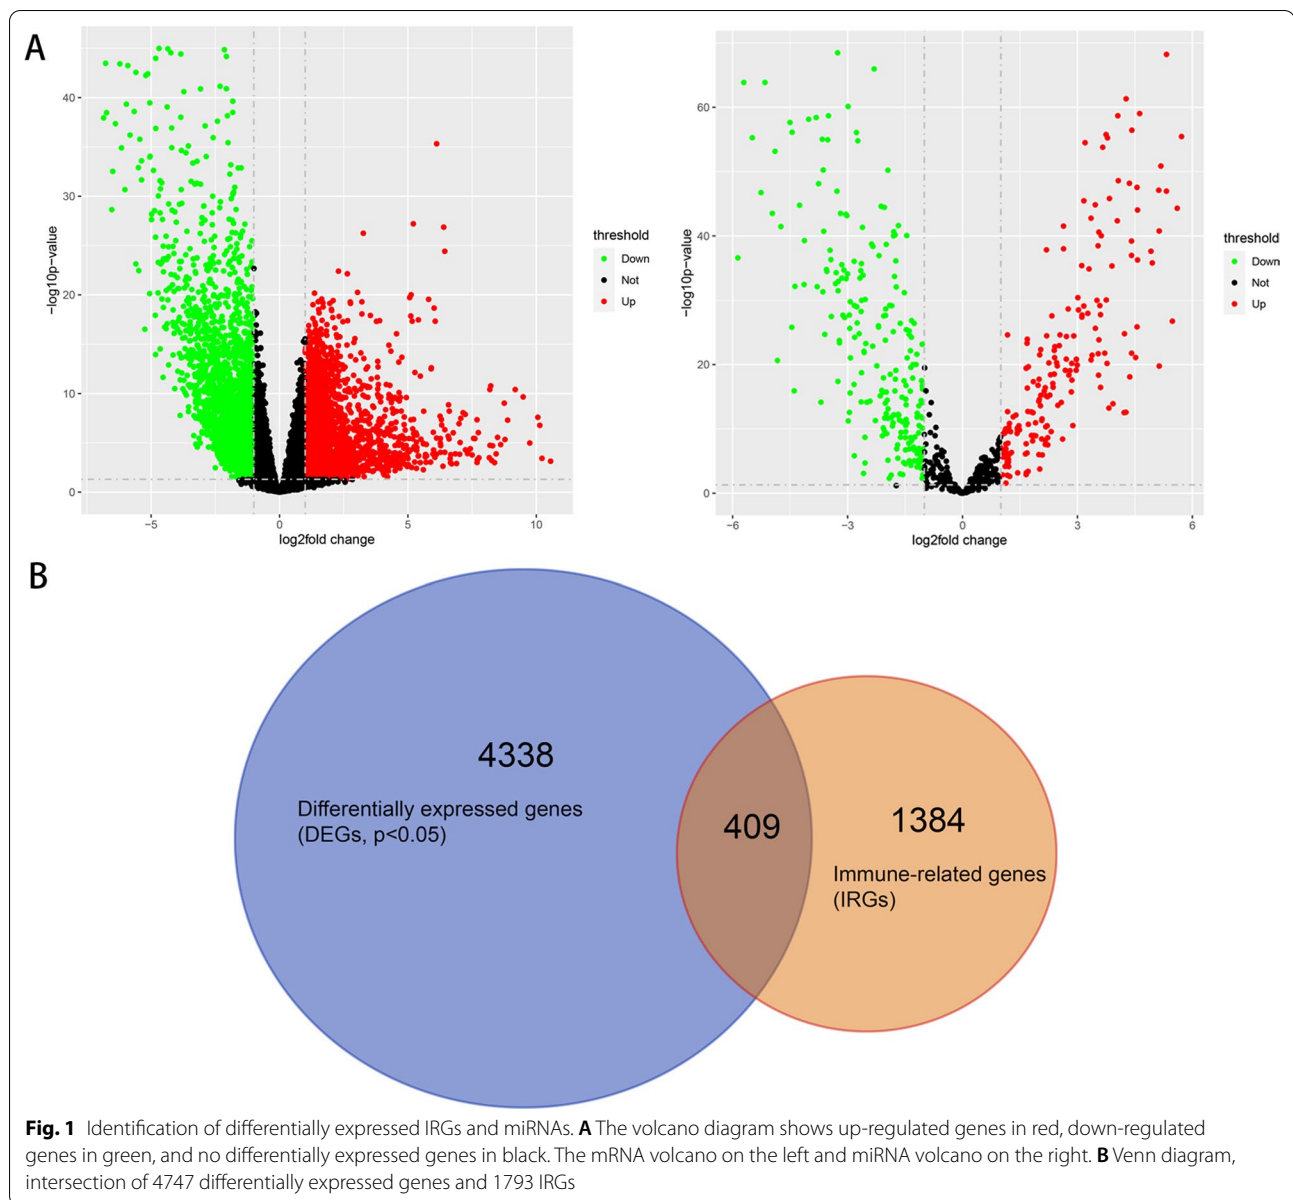 A
40
30
20
10
0
−log10p−value
−5
0
5
10
log2fold change
threshold
Down
Not
Up
60
40
20
0
−log10p−value
−6
−3
0
3
6
log2fold change
threshold
Down
Not
Up
B
4338
Differentially expressed genes
(DEGs, p<0.05)
409
1384
Immune-related genes
(IRGs)
Fig. 1 Identification of differentially expressed IRGs and miRNAs. A The volcano diagram shows up-regulated genes in red, down-regulated
genes in green, and no differentially expressed genes in black. The mRNA volcano on the left and miRNA volcano on the right. B Venn diagram,
intersection of 4747 differentially expressed genes and 1793 IRGs